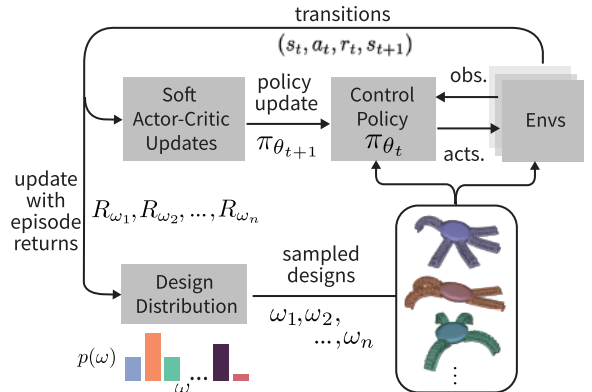 transitions
(s_t, a_t, r_t, s_{t+1})
Soft
Actor-Critic
Updates
policy
update
π_{θ_{t+1}}
Control
Policy
π_{θ_t}
obs.
acts.
Envs
update
with
episode
returns
R_{ω_1}, R_{ω_2}, ..., R_{ω_n}
Design
Distribution
sampled
designs
ω_1, ω_2,
..., ω_n
p(ω)
...
ω
⋮